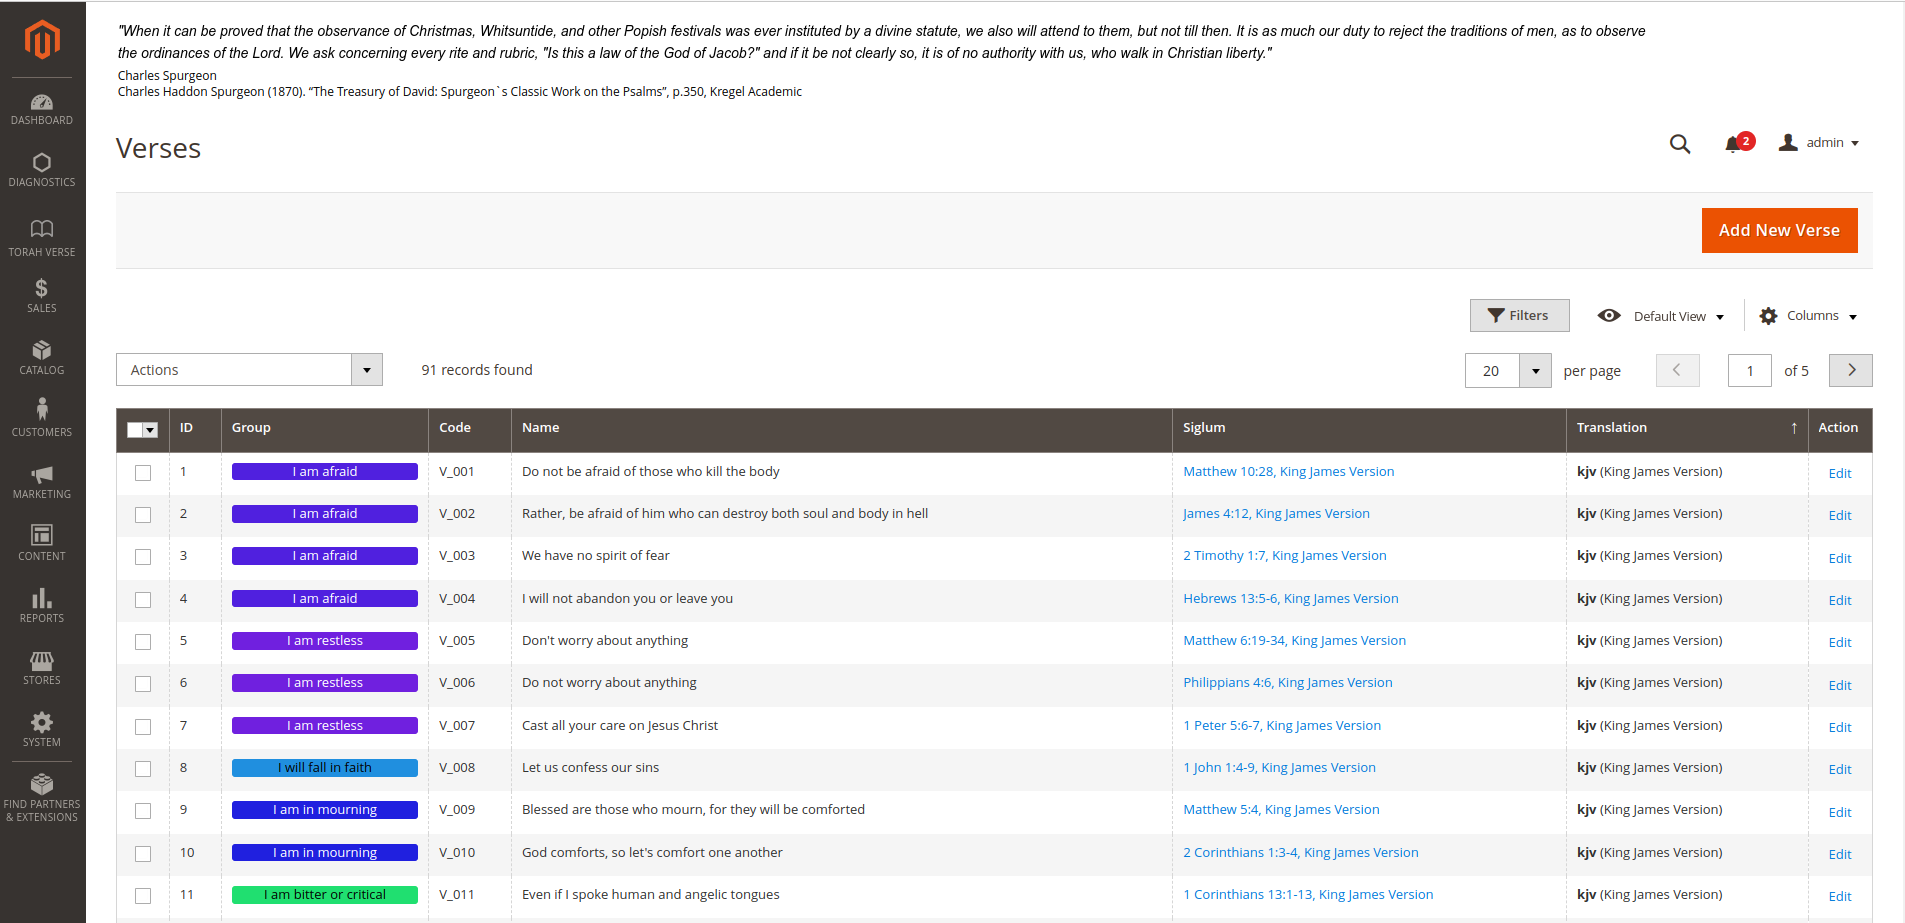 "When it can be proved that the observance of Christmas, Whitsuntide, and other Popish festivals was ever instituted by a divine statute, we also will attend to them, but not till then. It is as much our duty to reject the traditions of men, as to observe
the ordinances of the Lord. We ask concerning every rite and rubric, "Is this a law of the God of Jacob?" and if it be not clearly so, it is of no authority with us, who walk in Christian liberty."
Charles Spurgeon
Charles Haddon Spurgeon (1870). “The Treasury of David: Spurgeon`s Classic Work on the Psalms”, p.350, Kregel Academic
DASHBOARD
DIAGNOSTICS
TORAH VERSE
SALES
CATALOG
CUSTOMERS
MARKETING
CONTENT
REPORTS
STORES
SYSTEM
FIND PARTNERS
& EXTENSIONS
Verses
2 admin
Add New Verse
Filters Default View Columns
Actions 91 records found 20 per page 1 of 5
ID Group Code Name Siglum Translation ↑ Action
1 I am afraid V_001 Do not be afraid of those who kill the body Matthew 10:28, King James Version kjv (King James Version) Edit
2 I am afraid V_002 Rather, be afraid of him who can destroy both soul and body in hell James 4:12, King James Version kjv (King James Version) Edit
3 I am afraid V_003 We have no spirit of fear 2 Timothy 1:7, King James Version kjv (King James Version) Edit
4 I am afraid V_004 I will not abandon you or leave you Hebrews 13:5-6, King James Version kjv (King James Version) Edit
5 I am restless V_005 Don't worry about anything Matthew 6:19-34, King James Version kjv (King James Version) Edit
6 I am restless V_006 Do not worry about anything Philippians 4:6, King James Version kjv (King James Version) Edit
7 I am restless V_007 Cast all your care on Jesus Christ 1 Peter 5:6-7, King James Version kjv (King James Version) Edit
8 I will fall in faith V_008 Let us confess our sins 1 John 1:4-9, King James Version kjv (King James Version) Edit
9 I am in mourning V_009 Blessed are those who mourn, for they will be comforted Matthew 5:4, King James Version kjv (King James Version) Edit
10 I am in mourning V_010 God comforts, so let's comfort one another 2 Corinthians 1:3-4, King James Version kjv (King James Version) Edit
11 I am bitter or critical V_011 Even if I spoke human and angelic tongues 1 Corinthians 13:1-13, King James Version kjv (King James Version) Edit